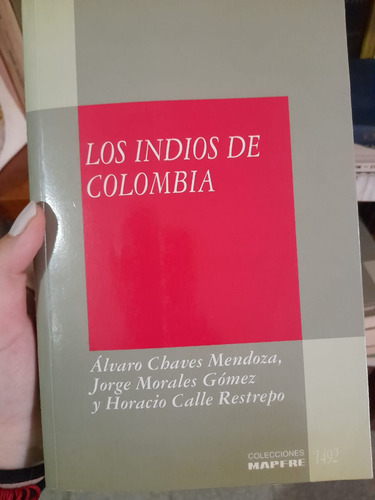 LOS INDIOS DE
COLOMBIA
Álvaro Chaves Mendoza,
Jorge Morales Gómez
y Horacio Calle Restrepo
COLECCIONES
MAPFRE
1492